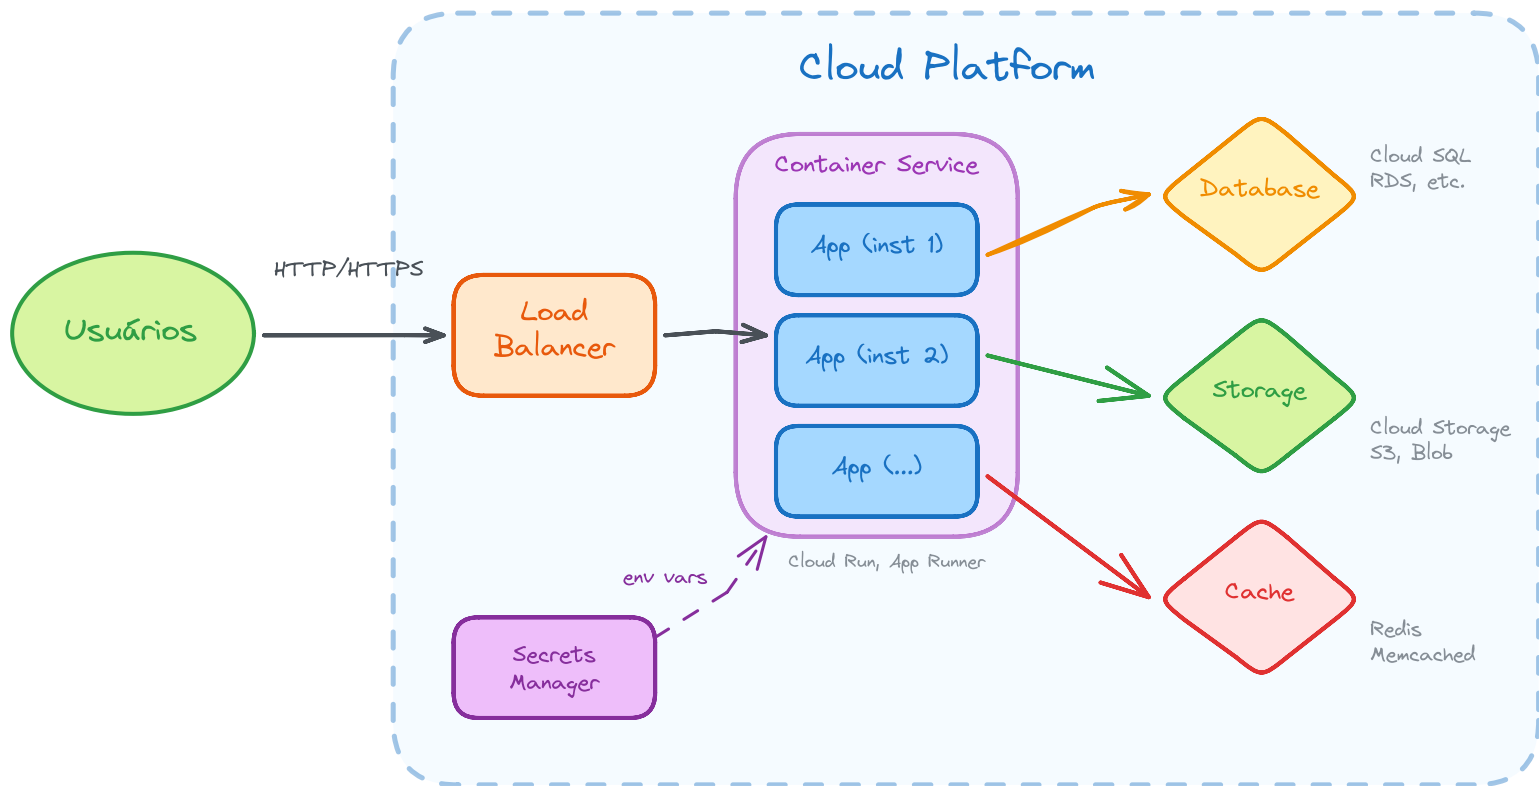 Cloud Platform
Usuários
HTTP/HTTPS
Load
Balancer
Container Service
App (inst 1)
App (inst 2)
App (...)
Cloud Run, App Runner
env vars
Secrets
Manager
Database
Cloud SQL
RDS, etc.
Storage
Cloud Storage
S3, Blob
Cache
Redis
Memcached